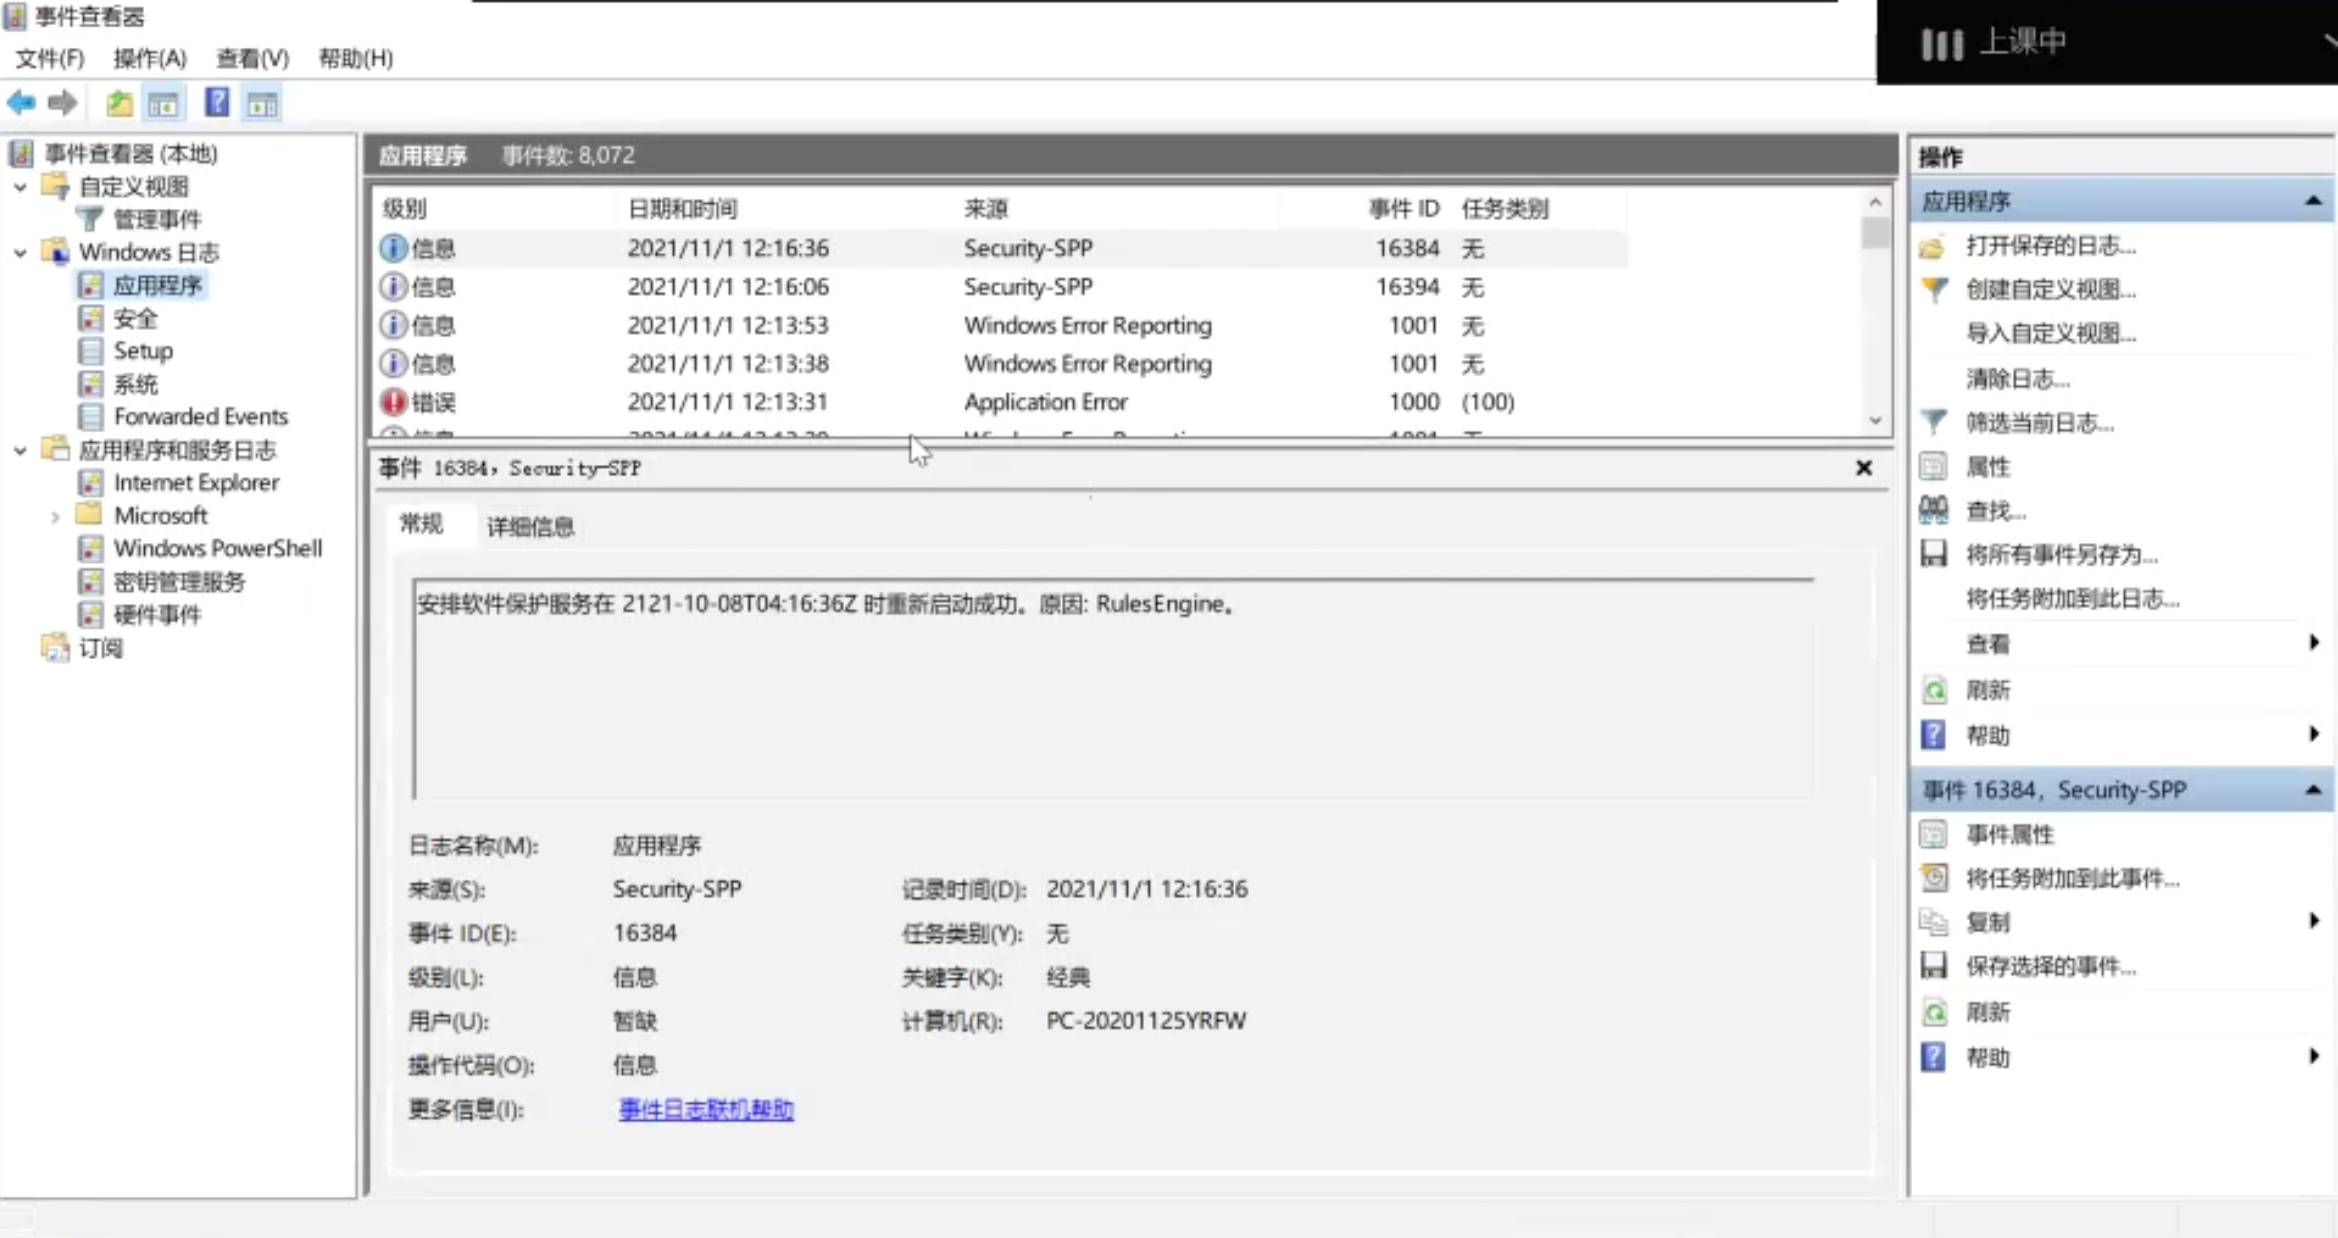 事件查看器
上课中
文件(F) 操作(A) 查看(V) 帮助(H)
事件查看器 (本地)
自定义视图
管理事件
Windows 日志
应用程序
安全
Setup
系统
Forwarded Events
应用程序和服务日志
Internet Explorer
Microsoft
Windows PowerShell
密钥管理服务
硬件事件
订阅
应用程序 事件数: 8,072
级别 日期和时间 来源 事件 ID 任务类别
信息 2021/11/1 12:16:36 Security-SPP 16384 无
信息 2021/11/1 12:16:06 Security-SPP 16394 无
信息 2021/11/1 12:13:53 Windows Error Reporting 1001 无
信息 2021/11/1 12:13:38 Windows Error Reporting 1001 无
错误 2021/11/1 12:13:31 Application Error 1000 (100)
事件 16384，Security-SPP
常规 详细信息
安排软件保护服务在 2121-10-08T04:16:36Z 时重新启动成功。原因: RulesEngine。
日志名称(M): 应用程序
来源(S): Security-SPP 记录时间(D): 2021/11/1 12:16:36
事件 ID(E): 16384 任务类别(Y): 无
级别(L): 信息 关键字(K): 经典
用户(U): 暂缺 计算机(R): PC-20201125YRFW
操作代码(O): 信息
更多信息(I): 事件日志联机帮助
操作
应用程序
打开保存的日志...
创建自定义视图...
导入自定义视图...
清除日志...
筛选当前日志...
属性
查找...
将所有事件另存为...
将任务附加到此日志...
查看
刷新
帮助
事件 16384，Security-SPP
事件属性
将任务附加到此事件...
复制
保存选择的事件...
刷新
帮助